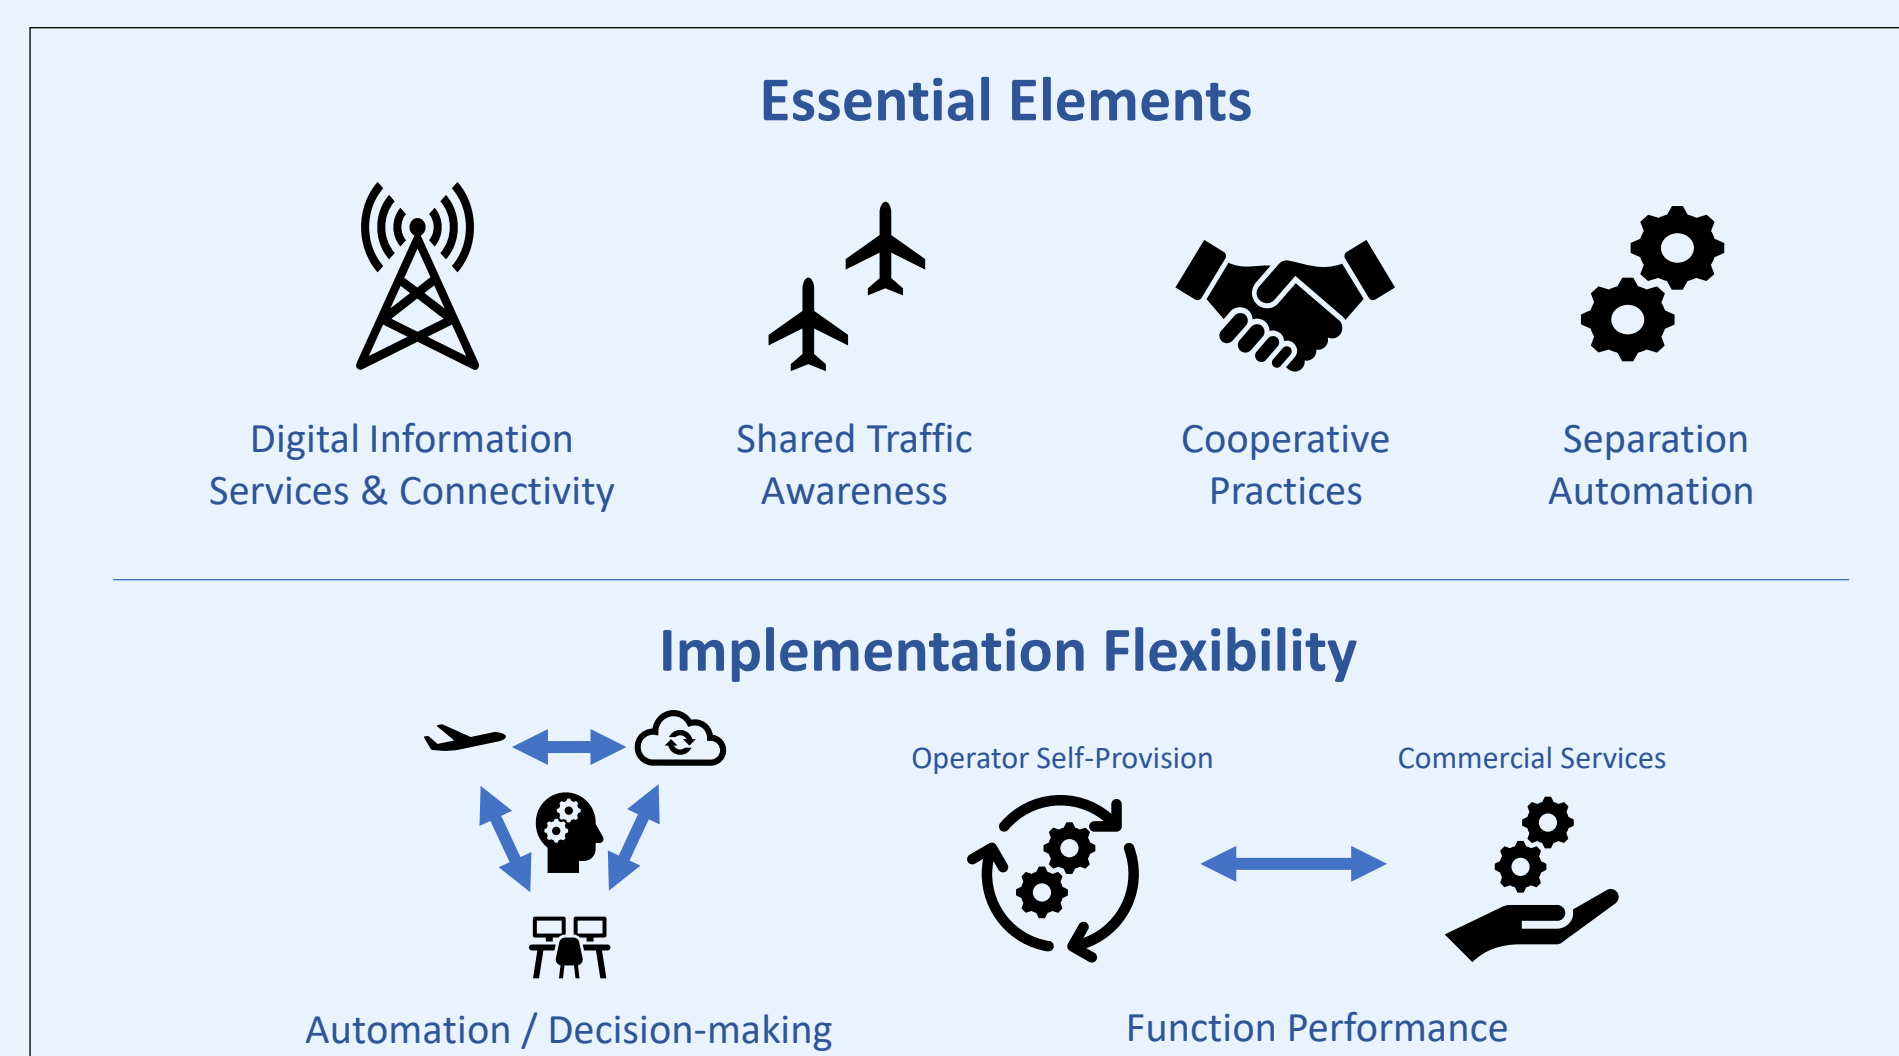 Essential Elements
Digital Information
Services & Connectivity
Shared Traffic
Awareness
Cooperative
Practices
Separation
Automation
Implementation Flexibility
Operator Self-Provision
Commercial Services
Automation / Decision-making
Function Performance